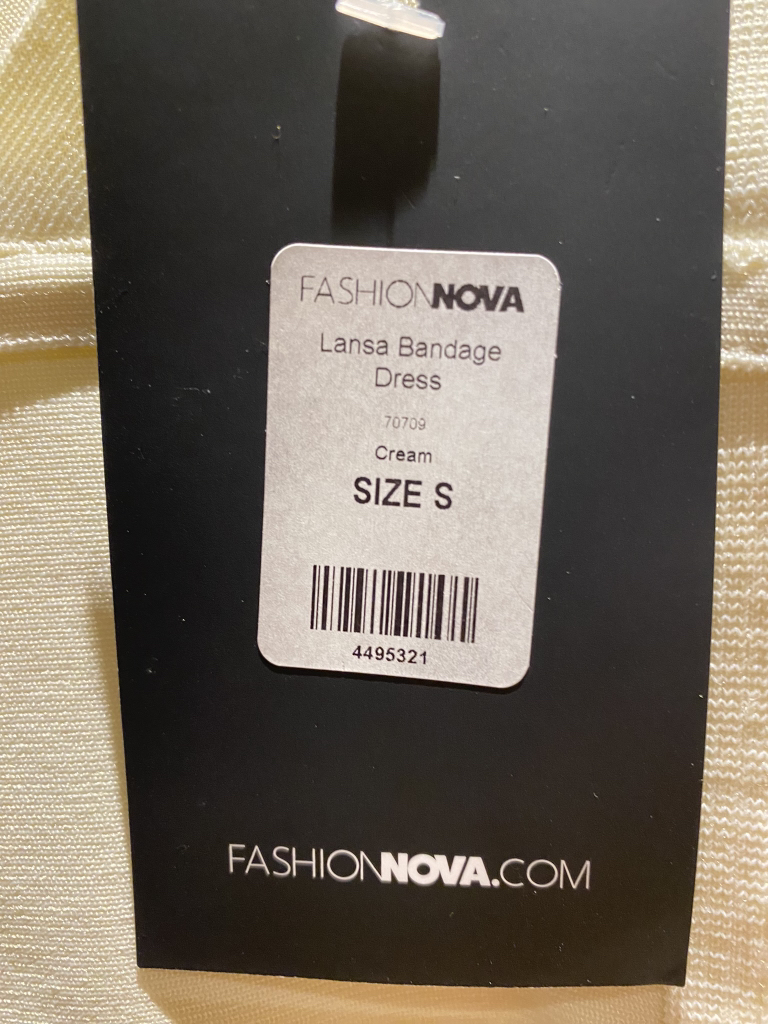 FASHIONNOVA
Lansa Bandage
Dress
70709
Cream
SIZE S
4495321
FASHIONNOVA.COM